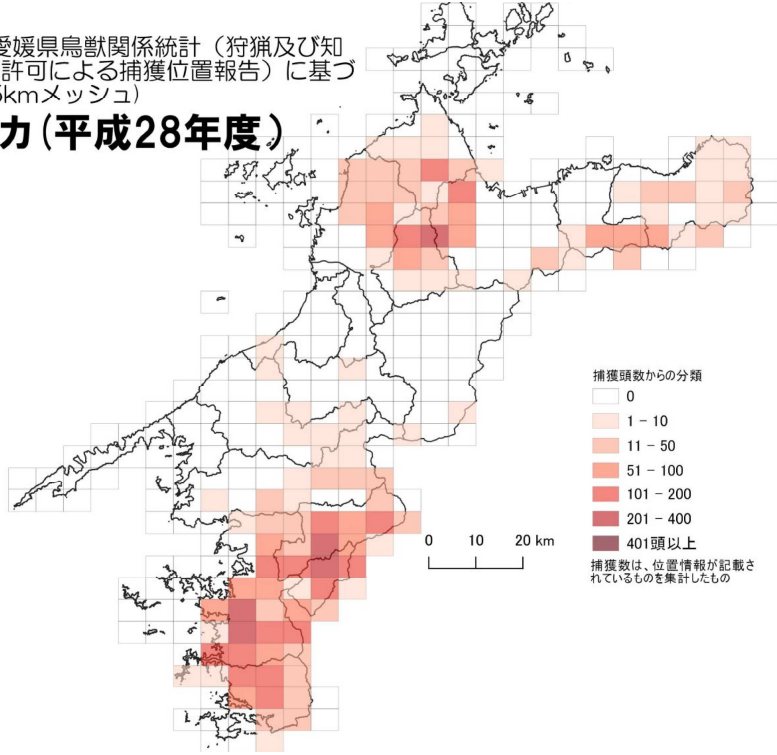 愛媛県鳥獣関係統計（狩猟及び知
許可による捕獲位置報告）に基づ
kmメッシュ)
カ(平成28年度)
捕獲頭数からの分類
0
1 - 10
11 - 50
51 - 100
101 - 200
201 - 400
401頭以上
0 10 20 km
捕獲数は、位置情報が記載さ
れているものを集計したもの